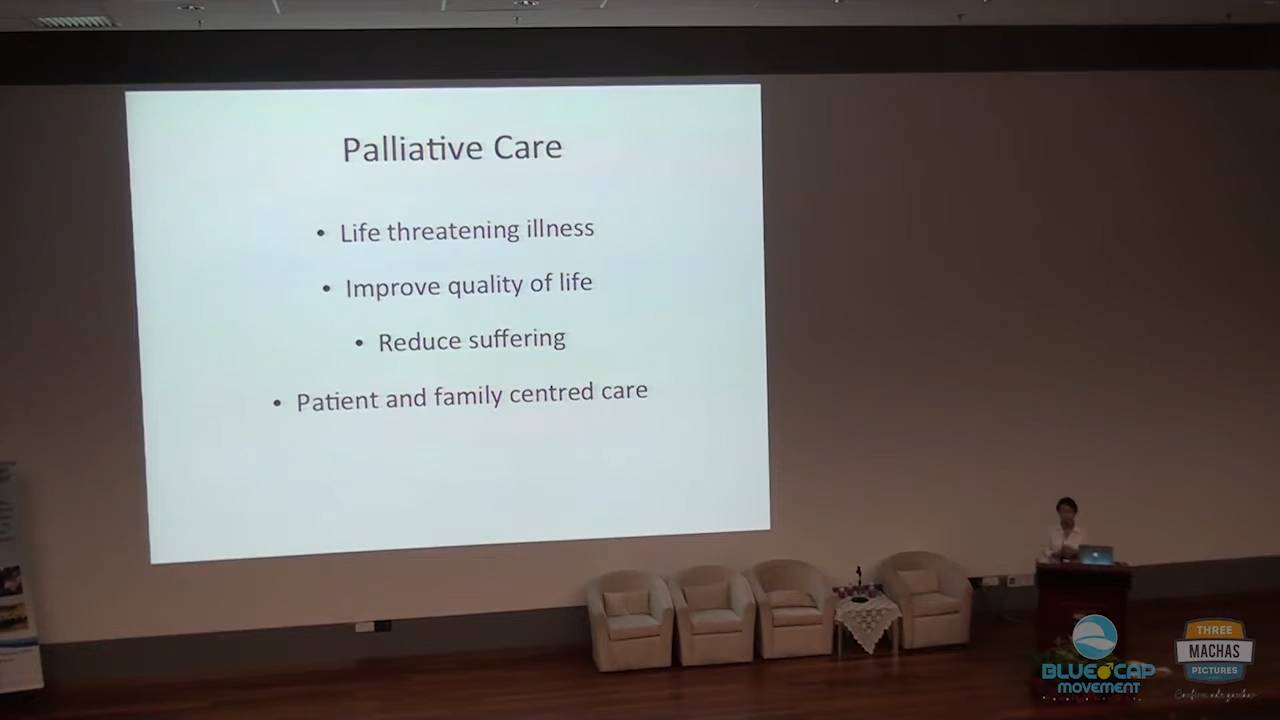 Palliative Care
• Life threatening illness
• Improve quality of life
• Reduce suffering
• Patient and family centred care
BLUE CAP
MOVEMENT
THREE
MACHAS
PICTURES